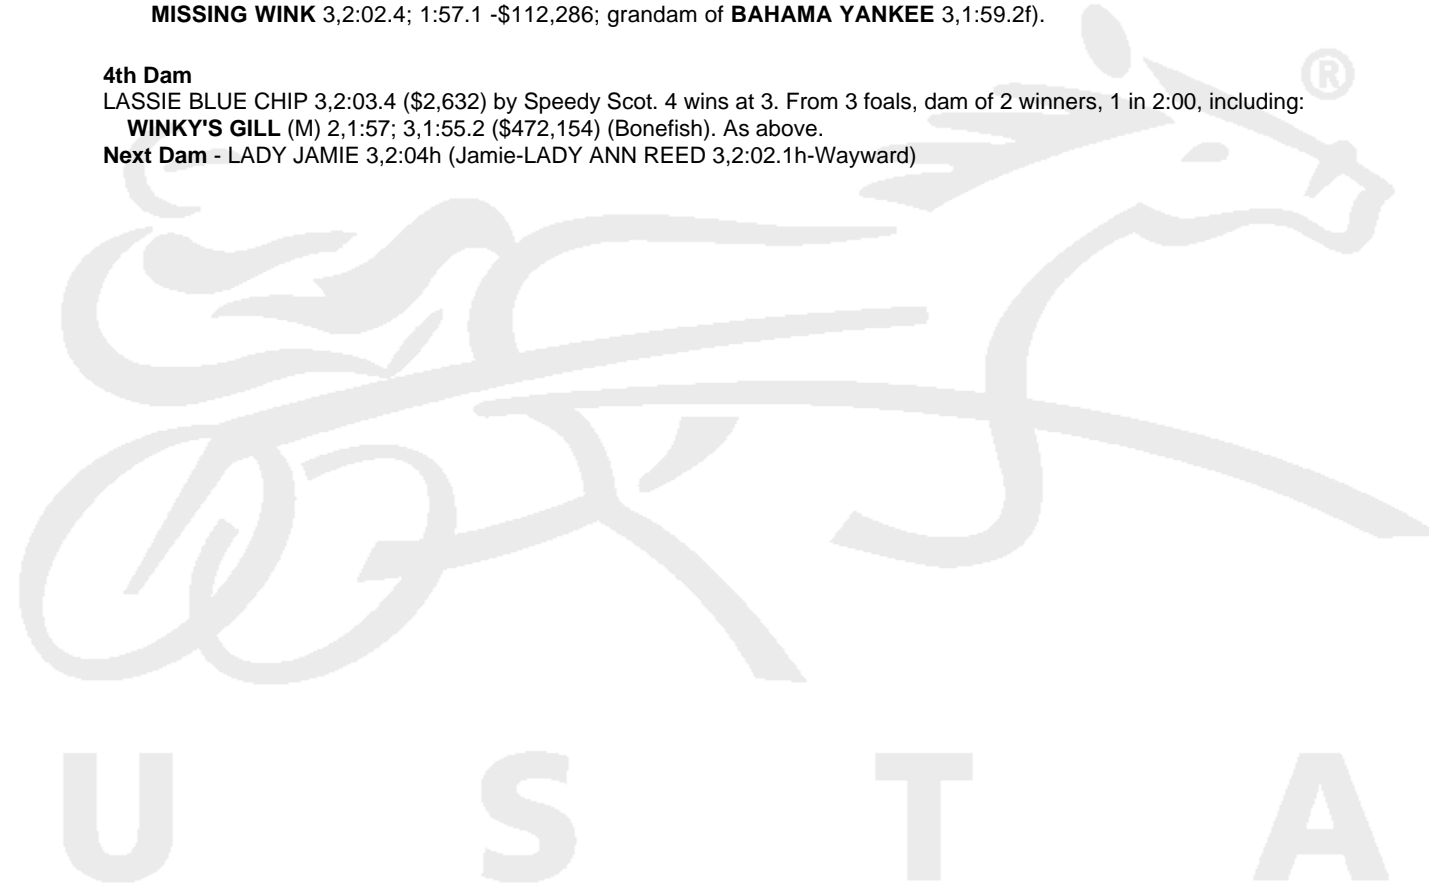 MISSING WINK 3,2:02.4; 1:57.1 -$112,286; grandam of BAHAMA YANKEE 3,1:59.2f).
4th Dam
LASSIE BLUE CHIP 3,2:03.4 ($2,632) by Speedy Scot. 4 wins at 3. From 3 foals, dam of 2 winners, 1 in 2:00, including:
WINKY'S GILL (M) 2,1:57; 3,1:55.2 ($472,154) (Bonefish). As above.
Next Dam - LADY JAMIE 3,2:04h (Jamie-LADY ANN REED 3,2:02.1h-Wayward)
®
U S T A